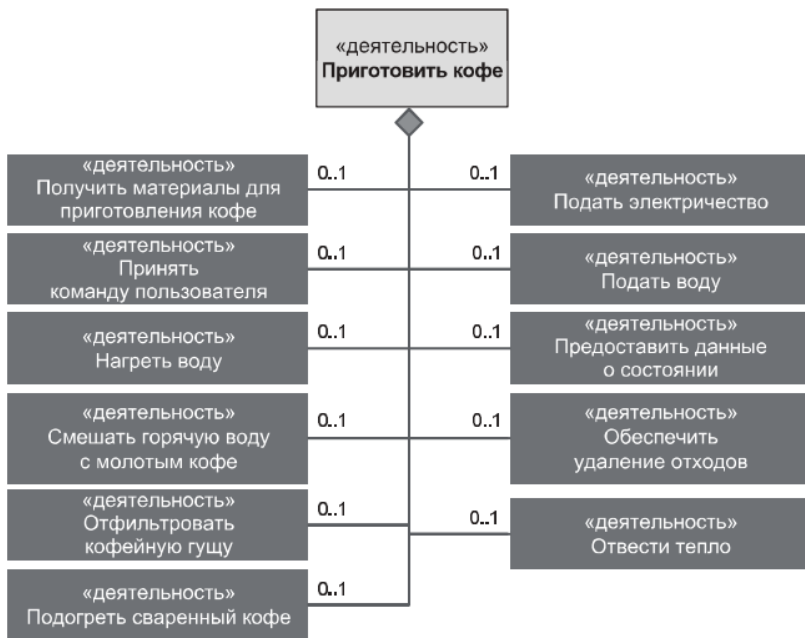 «деятельность»
Приготовить кофе
«деятельность»
Получить материалы для
приготовления кофе
0..1
0..1
«деятельность»
Подать электричество
«деятельность»
Принять
команду пользователя
0..1
0..1
«деятельность»
Подать воду
«деятельность»
Нагреть воду
0..1
0..1
«деятельность»
Предоставить данные
о состоянии
«деятельность»
Смешать горячую воду
с молотым кофе
0..1
0..1
«деятельность»
Обеспечить
удаление отходов
«деятельность»
Отфильтровать
кофейную гущу
0..1
0..1
«деятельность»
Отвести тепло
«деятельность»
Подогреть сваренный кофе
0..1